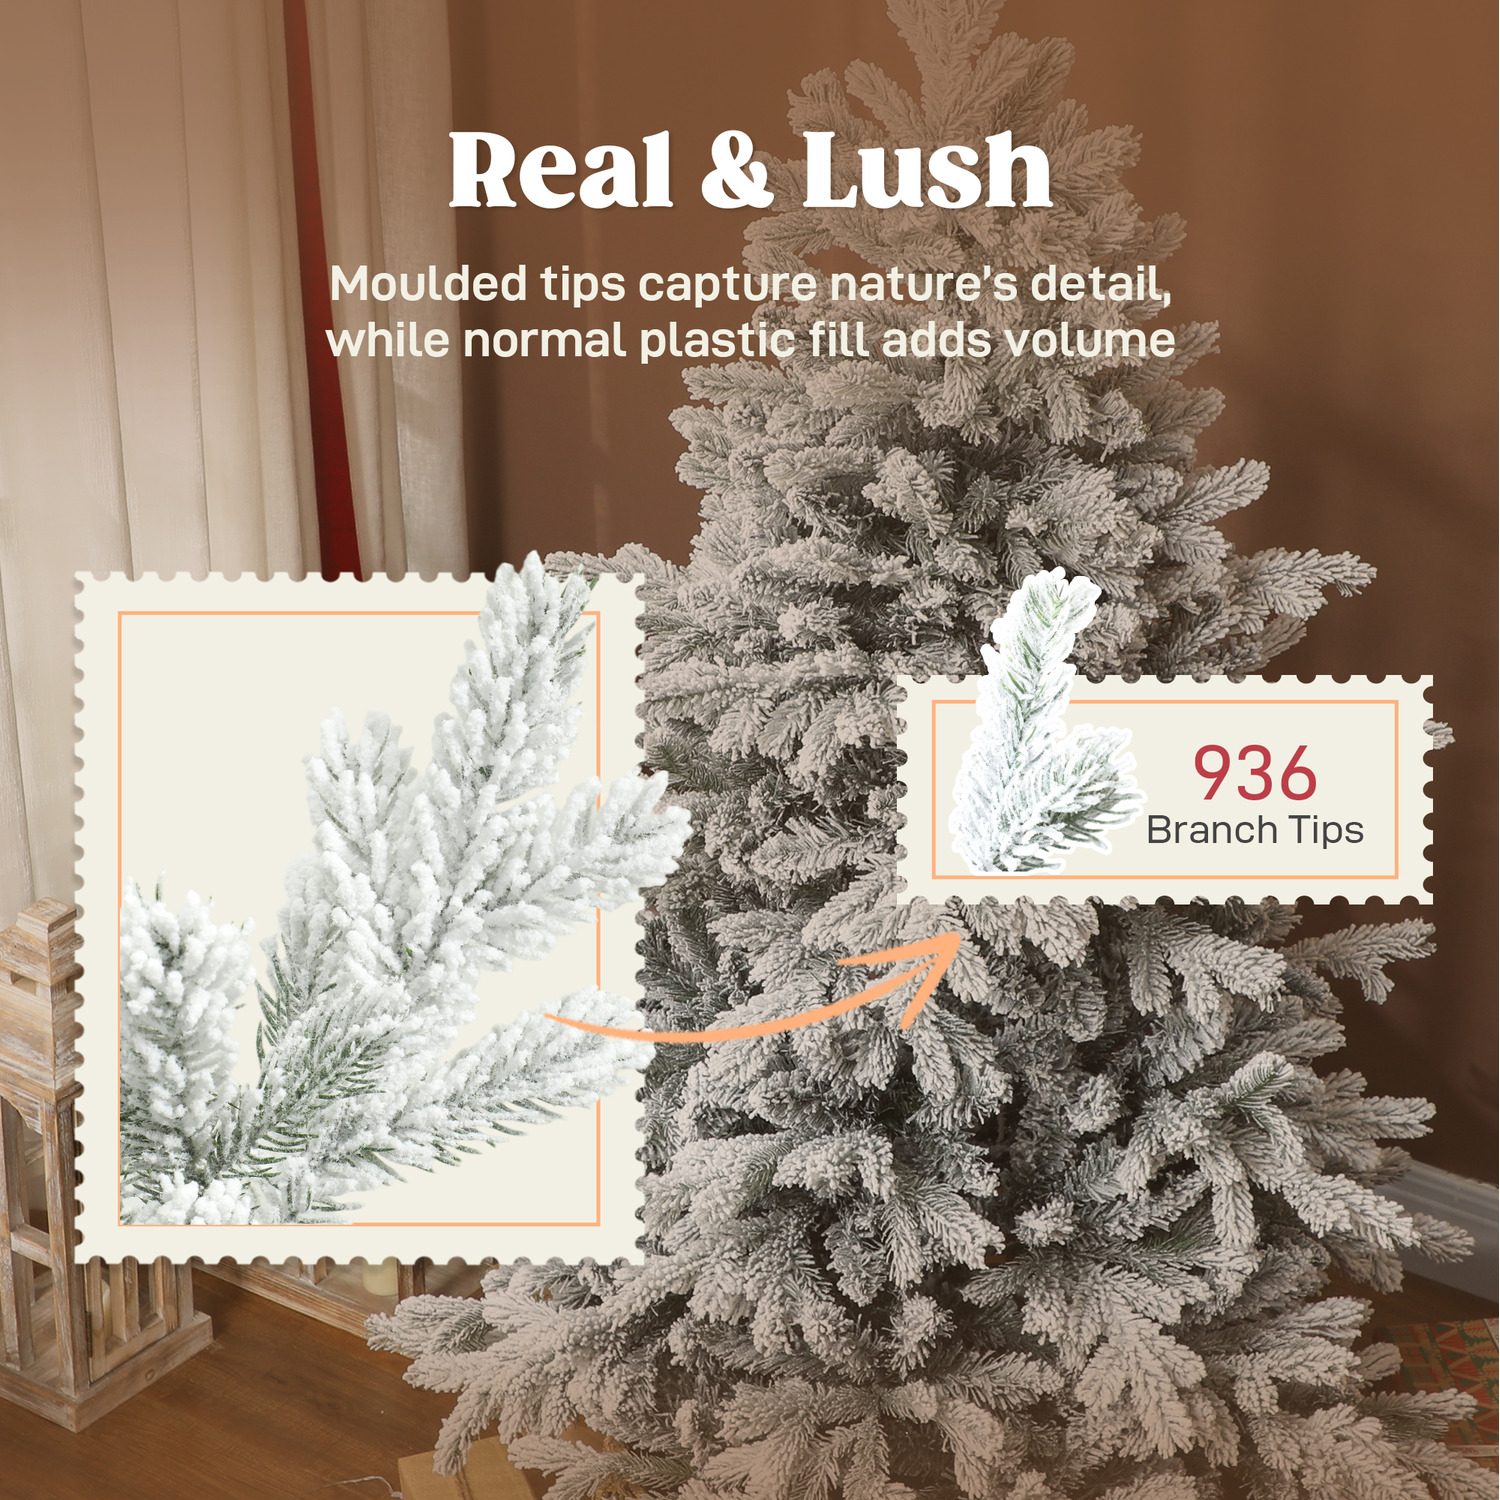 Real & Lush
Moulded tips capture nature's detail,
while normal plastic fill adds volume
936
Branch Tips